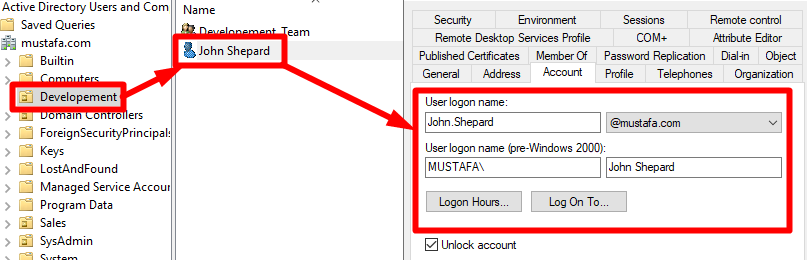 Active Directory Users and Com
Saved Queries
mustafa.com
Builtin
Computers
Developement
Domain Controllers
ForeignSecurityPrincipals
Keys
LostAndFound
Managed Service Accour
Program Data
Sales
SysAdmin
System
Name
Developement_Team
John Shepard
Security Environment Sessions Remote control
Remote Desktop Services Profile COM+ Attribute Editor
Published Certificates Member Of Password Replication Dial-in Object
General Address Account Profile Telephones Organization
User logon name:
John.Shepard @mustafa.com
User logon name (pre-Windows 2000):
MUSTAFA\ John Shepard
Logon Hours... Log On To...
Unlock account